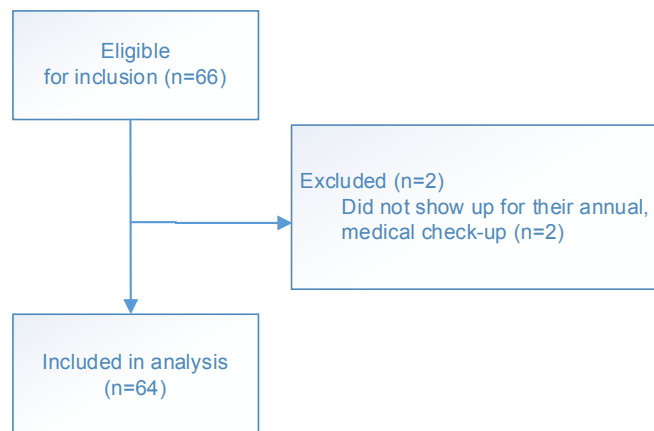 Eligible
for inclusion (n=66)
Excluded (n=2)
Did not show up for their annual,
medical check-up (n=2)
Included in analysis
(n=64)